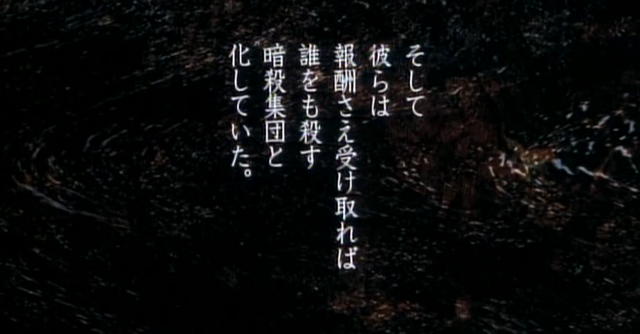 そして
彼らは
報酬さえ受け取れば
誰をも殺す
暗殺集団と
化していた。